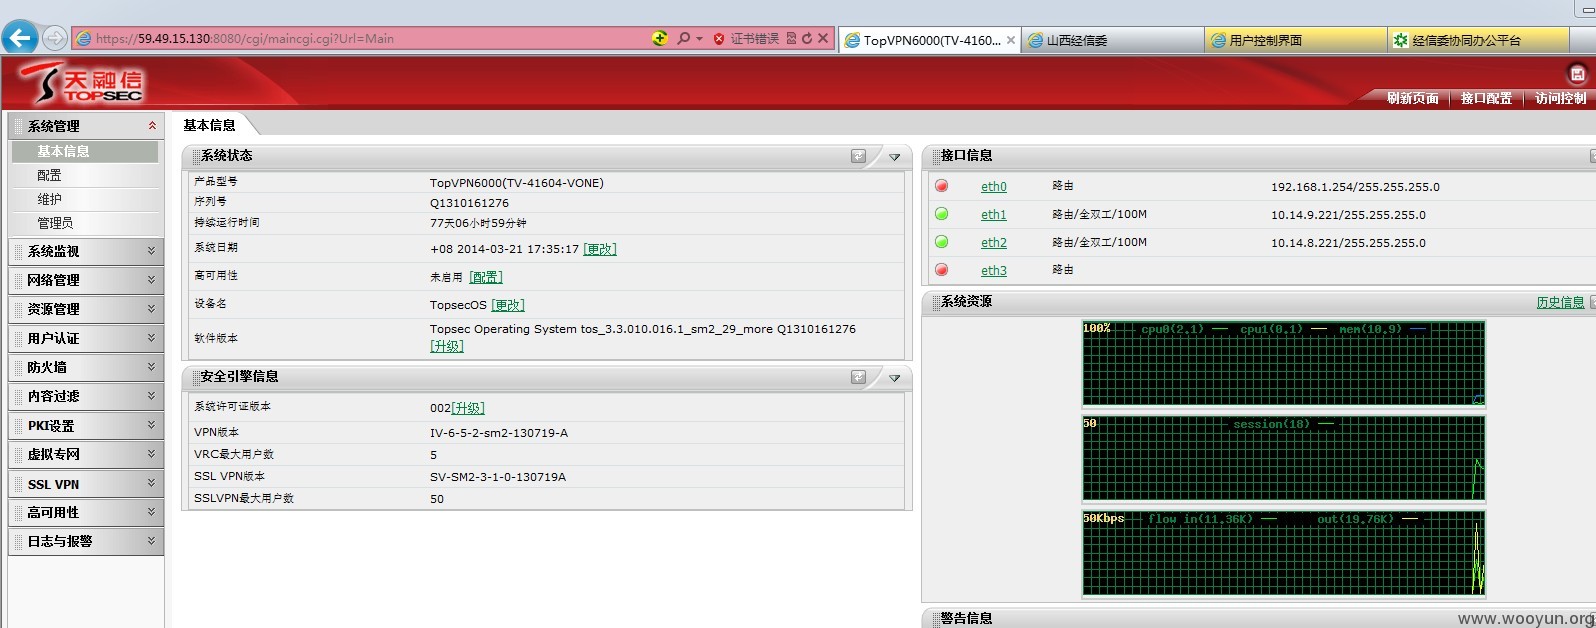 https://59.49.15.130:8080/cgi/maincgi.cgi?Url=Main
证书错误
TopVPN6000(TV-4160...
山西经信委
用户控制界面
经信委协同办公平台
天融信
TOPSEC
刷新页面
接口配置
访问控制
系统管理
基本信息
配置
维护
管理员
系统监视
网络管理
资源管理
用户认证
防火墙
内容过滤
PKI设置
虚拟专网
SSL VPN
高可用性
日志与报警
基本信息
系统状态
产品型号 TopVPN6000(TV-41604-VONE)
序列号 Q1310161276
持续运行时间 77天06小时59分钟
系统日期 +08 2014-03-21 17:35:17 [更改]
高可用性 未启用 [配置]
设备名 TopsecOS [更改]
软件版本 Topsec Operating System tos_3.3.010.016.1_sm2_29_more Q1310161276
[升级]
安全引擎信息
系统许可证版本 002[升级]
VPN版本 IV-6-5-2-sm2-130719-A
VRC最大用户数 5
SSL VPN版本 SV-SM2-3-1-0-130719A
SSLVPN最大用户数 50
接口信息
eth0 路由 192.168.1.254/255.255.255.0
eth1 路由/全双工/100M 10.14.9.221/255.255.255.0
eth2 路由/全双工/100M 10.14.8.221/255.255.255.0
eth3 路由
系统资源 历史信息
100% cpu0(2.1) cpu1(0.1) mem(10.9)
50 session(18)
50Kbps flow in(11.36K) out(19.76K)
警告信息
www.wooyun.org